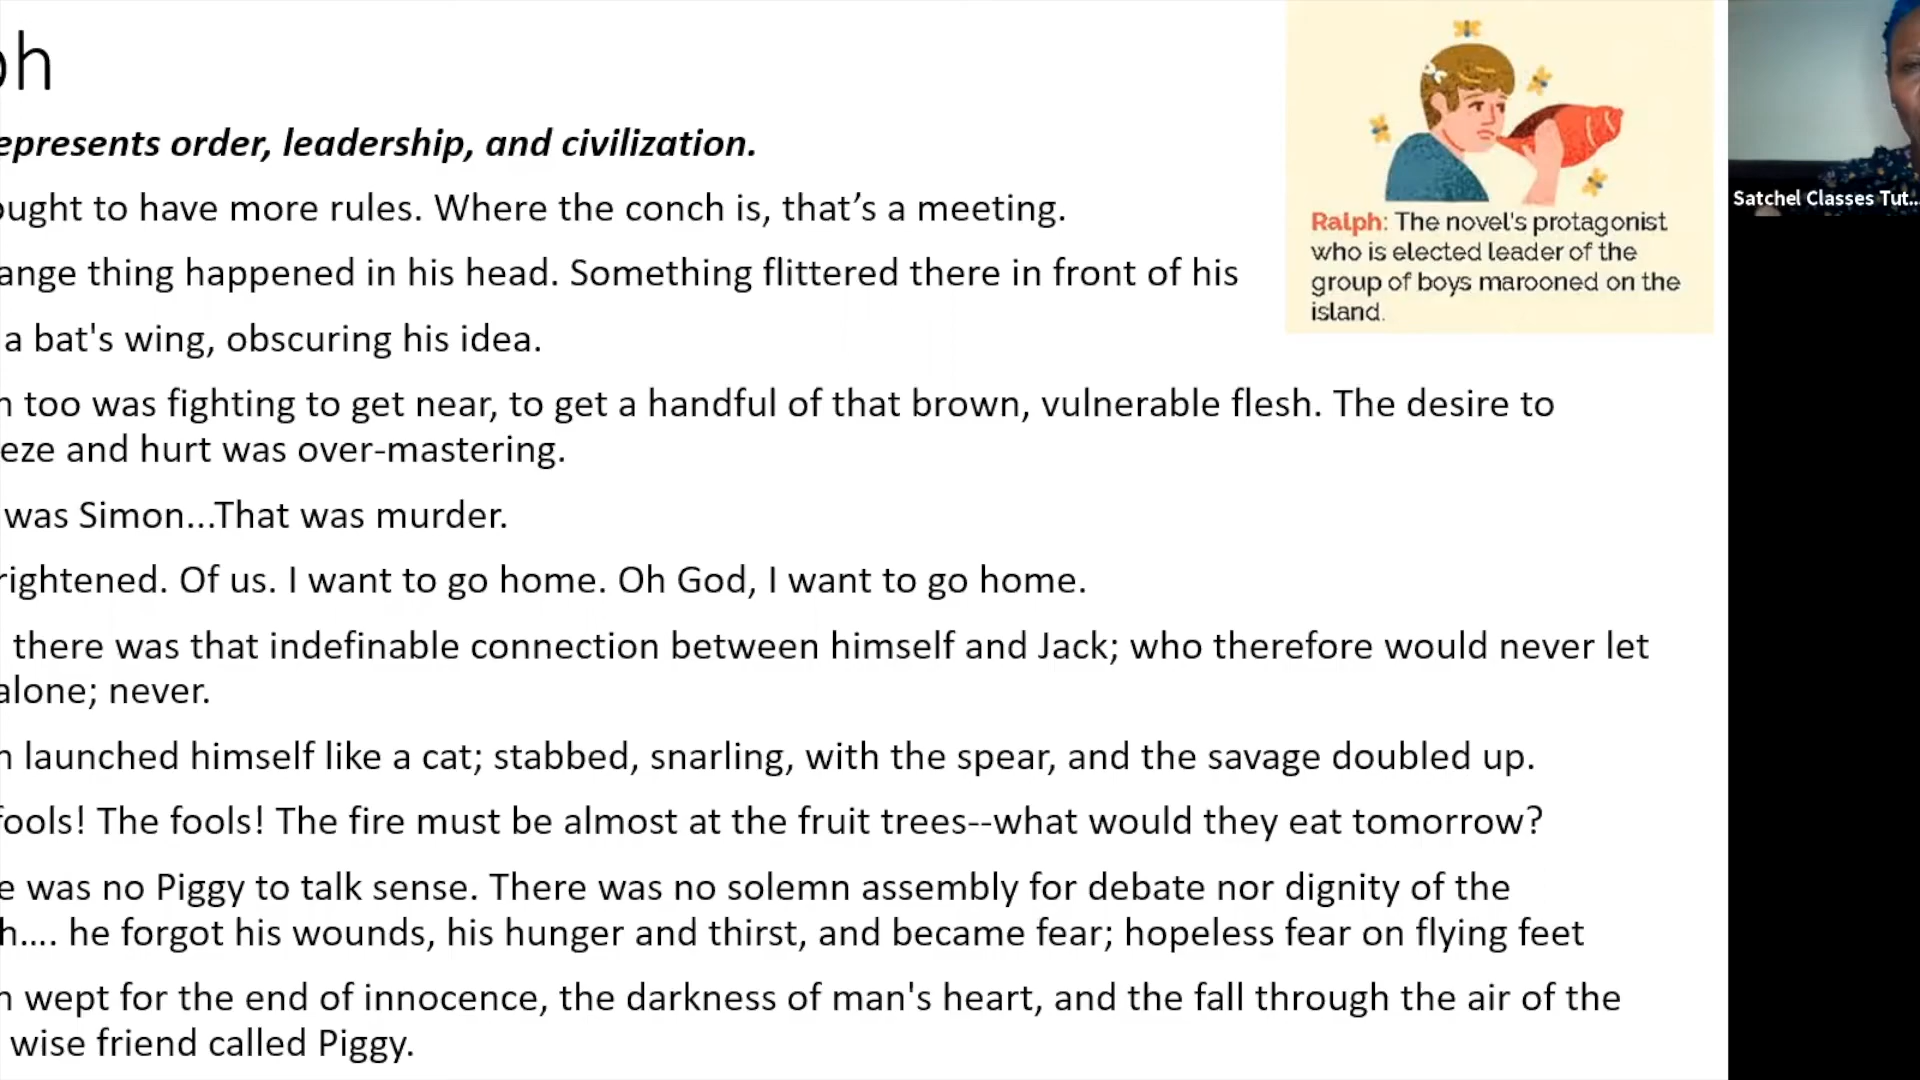 ph
epresents order, leadership, and civilization.
ought to have more rules. Where the conch is, that’s a meeting.
ange thing happened in his head. Something flittered there in front of his
a bat's wing, obscuring his idea.
h too was fighting to get near, to get a handful of that brown, vulnerable flesh. The desire to
eze and hurt was over-mastering.
was Simon...That was murder.
rightened. Of us. I want to go home. Oh God, I want to go home.
there was that indefinable connection between himself and Jack; who therefore would never let
alone; never.
h launched himself like a cat; stabbed, snarling, with the spear, and the savage doubled up.
fools! The fools! The fire must be almost at the fruit trees--what would they eat tomorrow?
e was no Piggy to talk sense. There was no solemn assembly for debate nor dignity of the
h.... he forgot his wounds, his hunger and thirst, and became fear; hopeless fear on flying feet
h wept for the end of innocence, the darkness of man's heart, and the fall through the air of the
wise friend called Piggy.
Ralph: The novel's protagonist
who is elected leader of the
group of boys marooned on the
island.
Satchel Classes Tut...